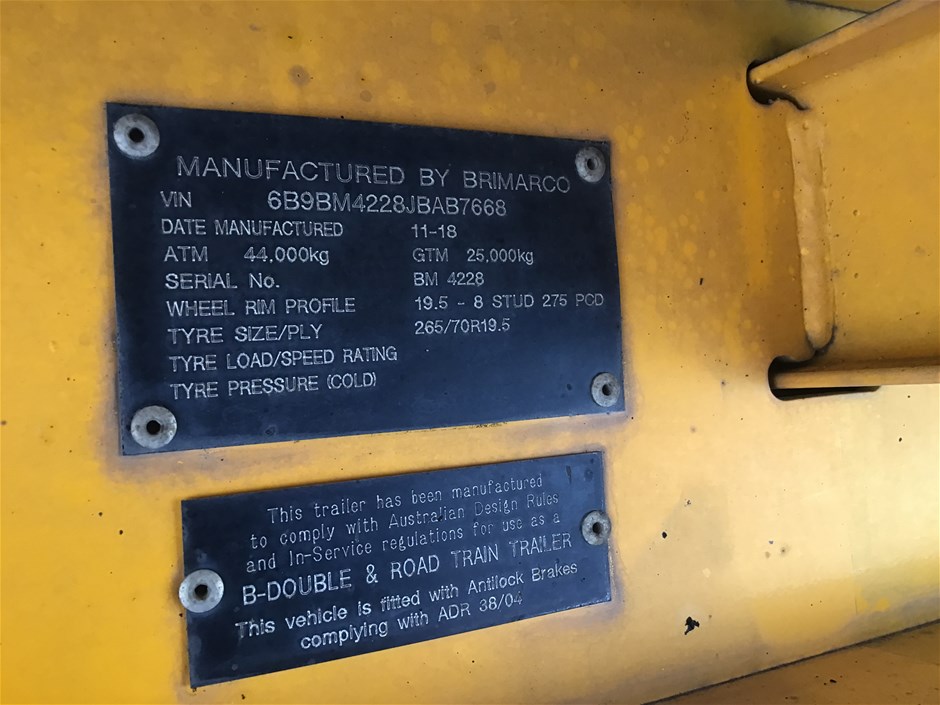 MANUFACTURED BY BRIMARCO
VIN 6B9BM4228JBAB7668
DATE MANUFACTURED 11-18
ATM 44,000kg GTM 25,000kg
SERIAL No. BM 4228
WHEEL RIM PROFILE 19.5 - 8 STUD 275 PCD
TYRE SIZE/PLY 265/70R19.5
TYRE LOAD/SPEED RATING
TYRE PRESSURE (COLD)
This trailer has been manufactured
to comply with Australian Design Rules
and In-Service regulations for use as a
B-DOUBLE & ROAD TRAIN TRAILER
This vehicle is fitted with Antilock Brakes
complying with ADR 38/04